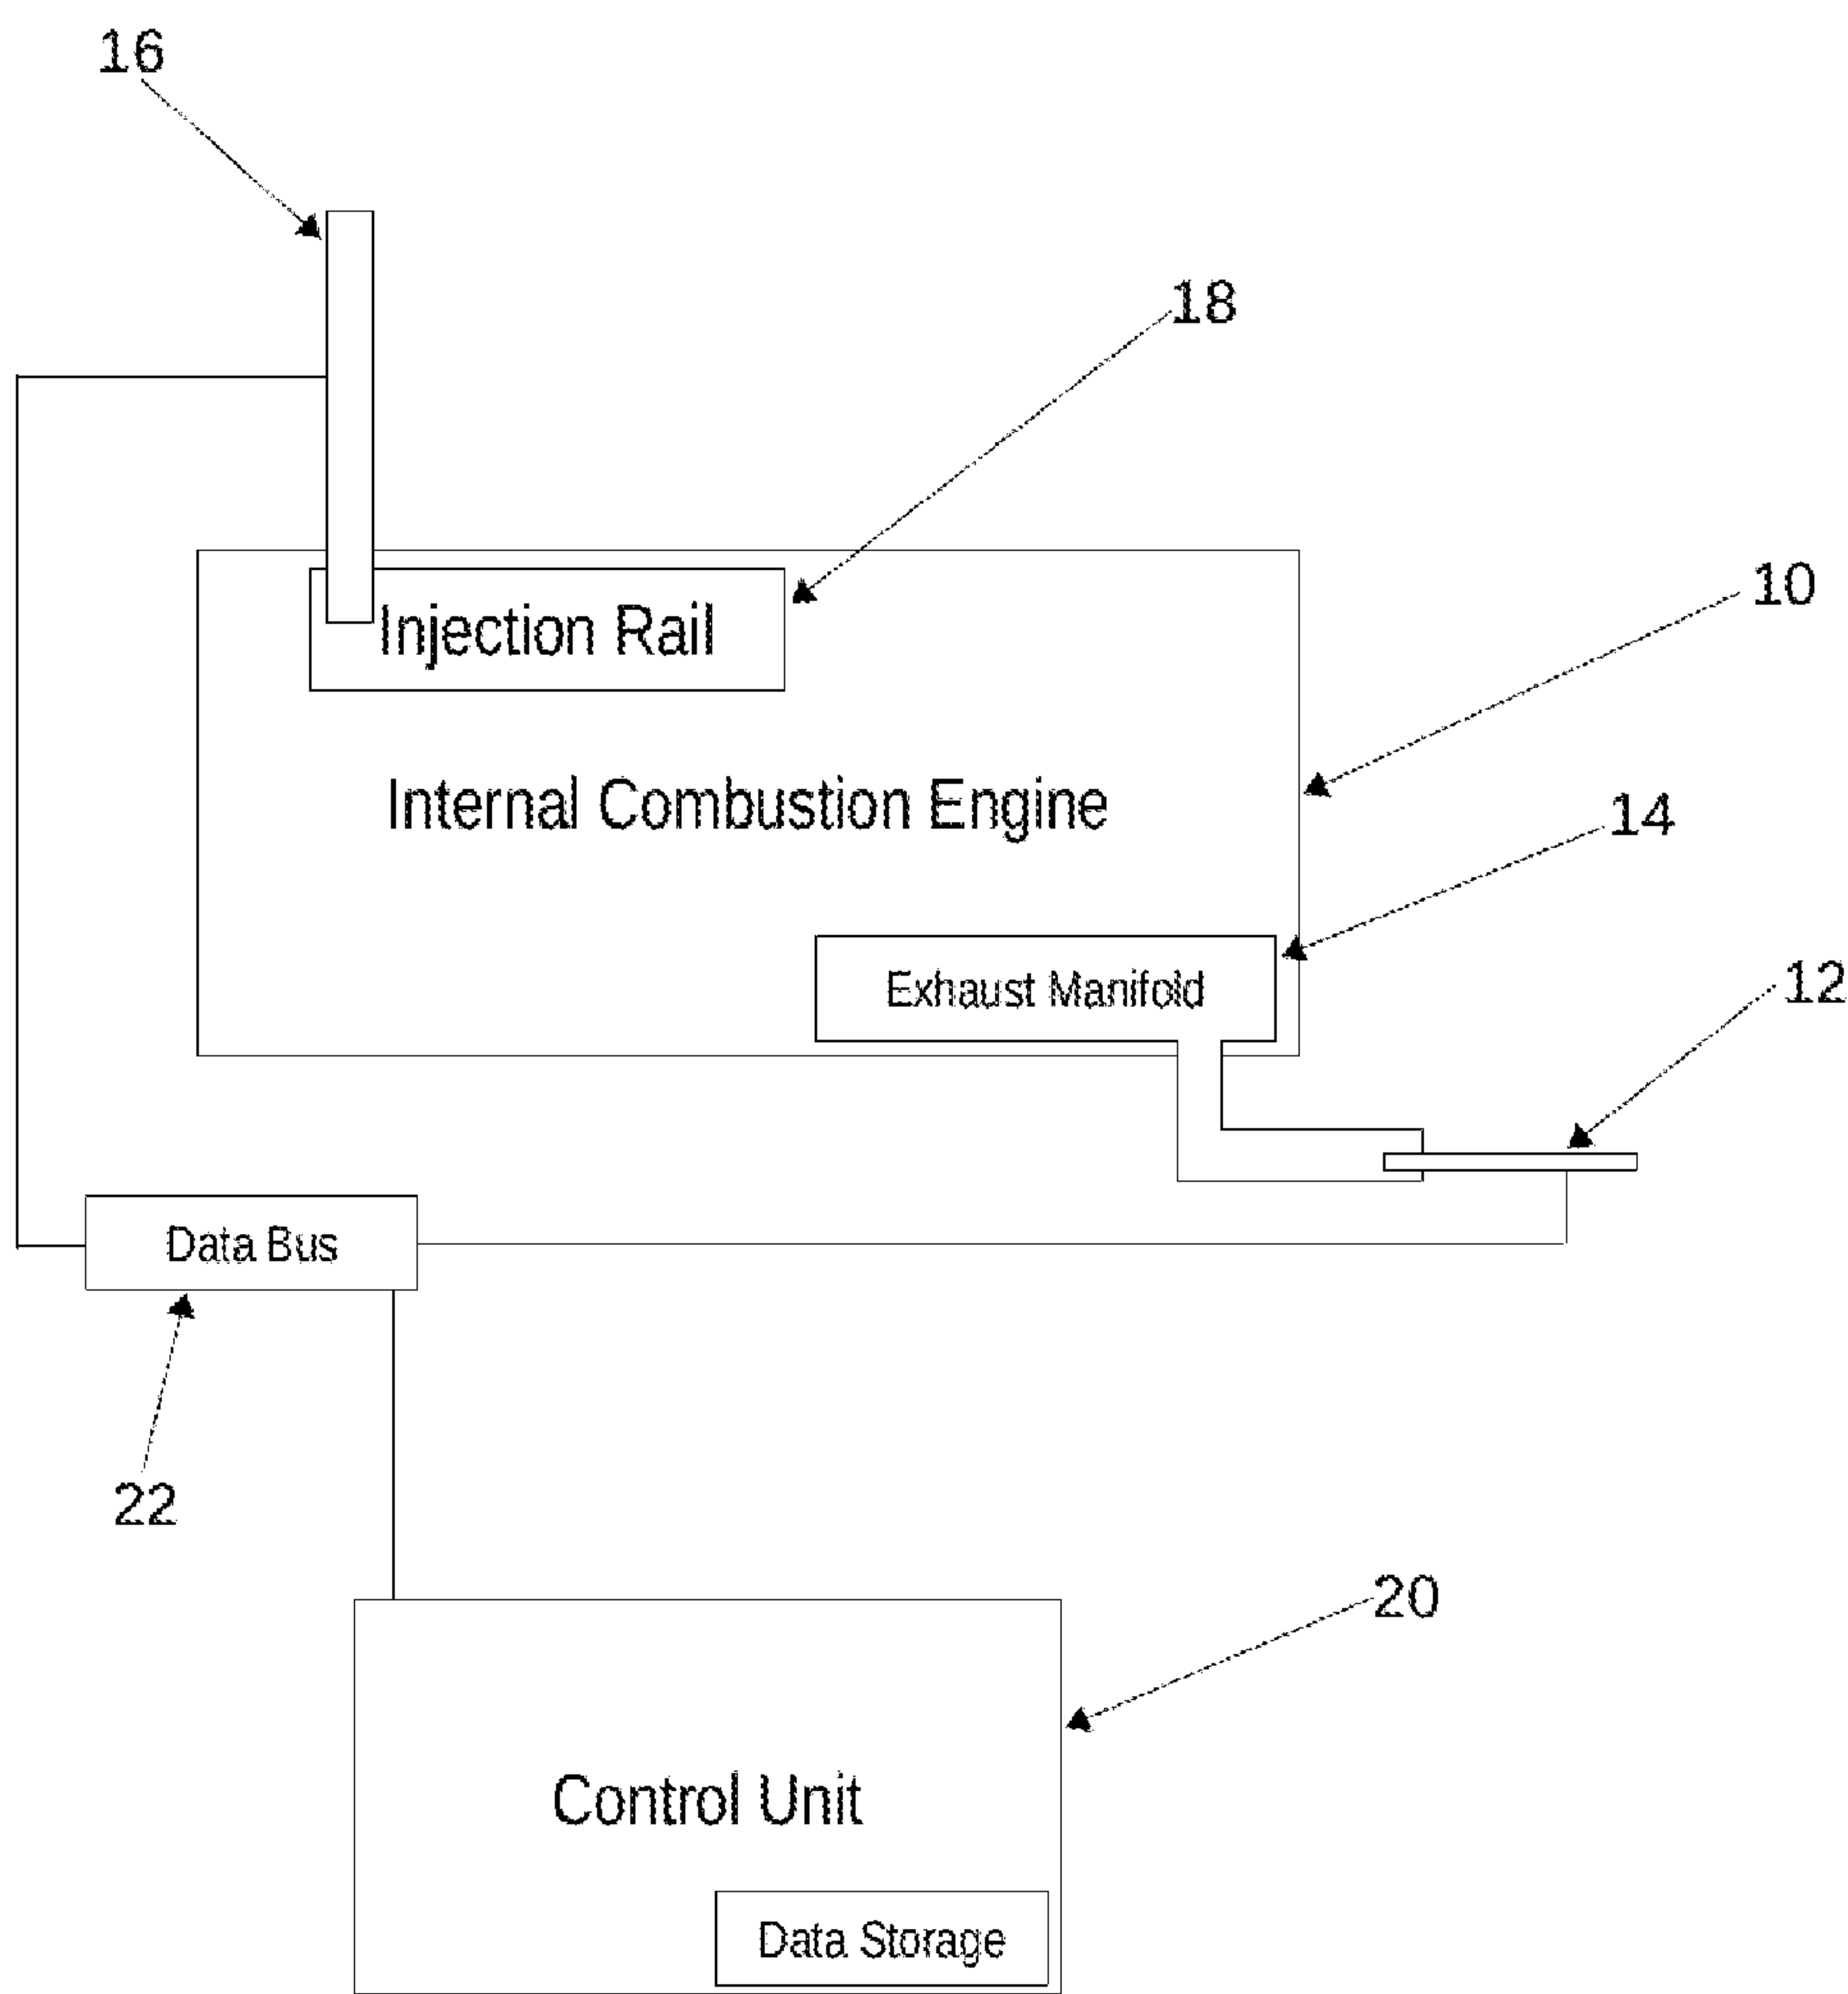 16
18
Injection Rail
10
Internal Combustion Engine
14
Exhaust Manifold
12
Data Bus
22
20
Control Unit
Data Storage